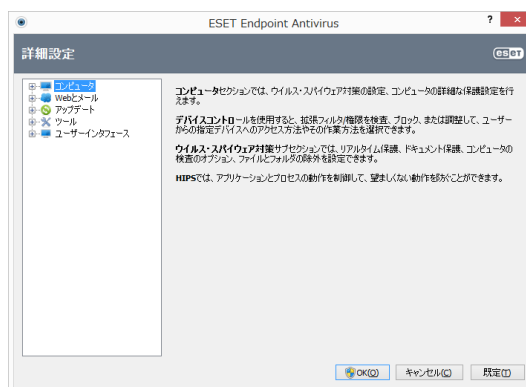 ESET Endpoint Antivirus
?
×
詳細設定
eset
コンピュータ
Webとメール
アップデート
ツール
ユーザーインタフェース
コンピュータセクションでは、ウイルス・スパイウェア対策の設定、コンピュータの詳細な保護設定を行
えます。
デバイスコントロールを使用すると、拡張フィルタ/権限を検査、ブロック、または調整して、ユーザー
からの指定デバイスへのアクセス方法やその作業方法を選択できます。
ウイルス・スパイウェア対策サブセクションでは、リアルタイム保護、ドキュメント保護、コンピュータの
検査のオプション、ファイルとフォルダの除外を設定できます。
HIPSでは、アプリケーションとプロセスの動作を制御して、望ましくない動作を防ぐことができます。
OK(O)
キャンセル(C)
既定(T)